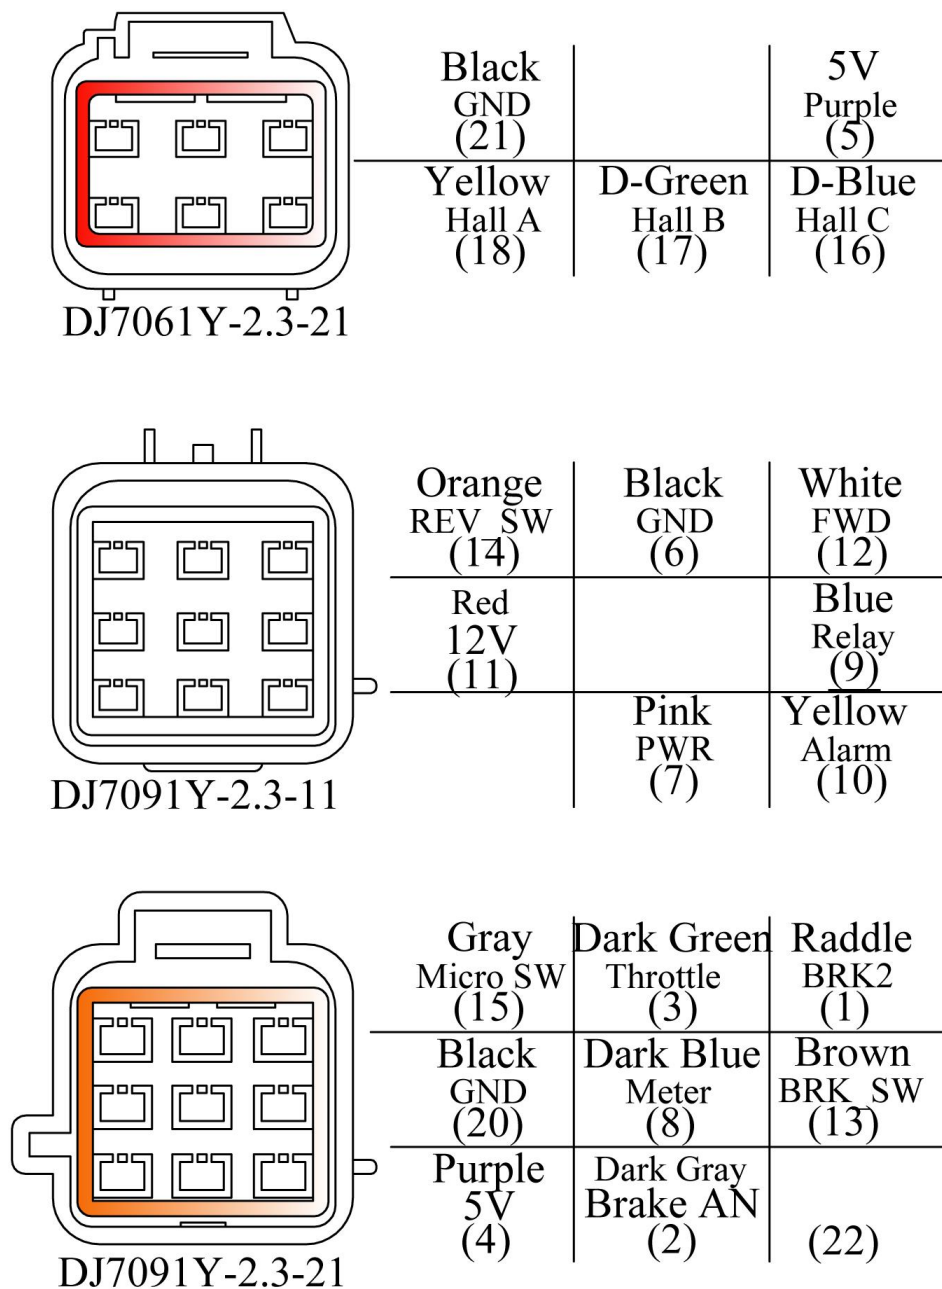 Black
GND
(21)
5V
Purple
(5)
Yellow
Hall A
(18)
D-Green
Hall B
(17)
D-Blue
Hall C
(16)
DJ7061Y-2.3-21
Orange
REV_SW
(14)
Black
GND
(6)
White
FWD
(12)
Red
12V
(11)
Blue
Relay
(9)
Pink
PWR
(7)
Yellow
Alarm
(10)
DJ7091Y-2.3-11
Gray
Micro SW
(15)
Dark Green
Throttle
(3)
Raddle
BRK2
(1)
Black
GND
(20)
Dark Blue
Meter
(8)
Brown
BRK_SW
(13)
Purple
5V
(4)
Dark Gray
Brake AN
(2)
(22)
DJ7091Y-2.3-21